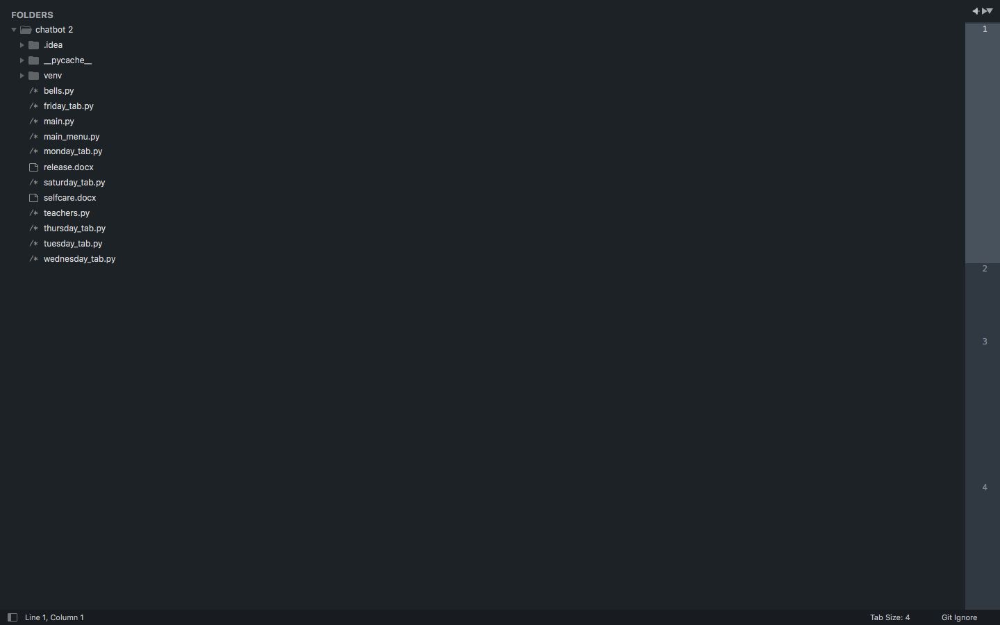 FOLDERS
chatbot 2
.idea
__pycache__
venv
/* bells.py
/* friday_tab.py
/* main.py
/* main_menu.py
/* monday_tab.py
release.docx
/* saturday_tab.py
selfcare.docx
/* teachers.py
/* thursday_tab.py
/* tuesday_tab.py
/* wednesday_tab.py
1
2
3
4
Line 1, Column 1
Tab Size: 4
Git Ignore